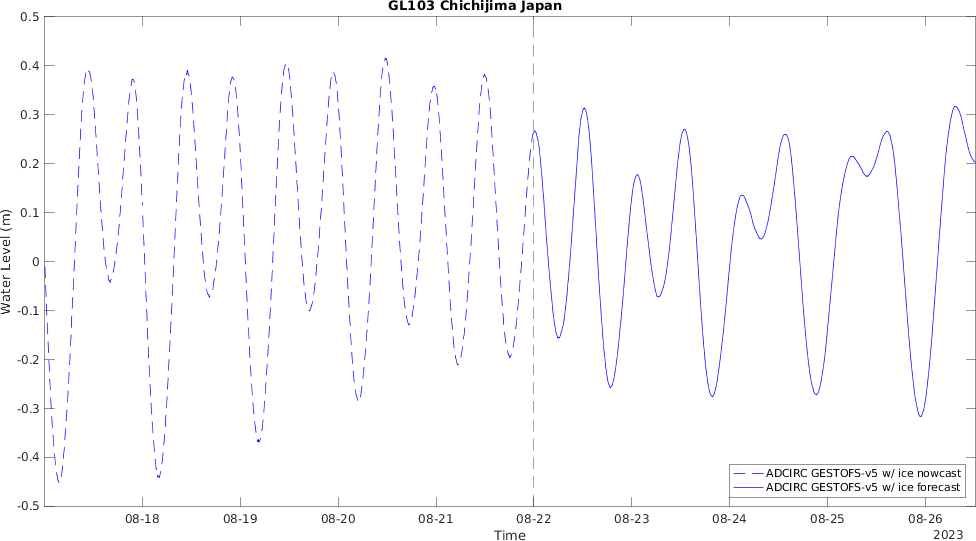 GL103 Chichijima Japan
0.5
0.4
0.3
0.2
0.1
0
-0.1
-0.2
-0.3
-0.4
-0.5
Water Level (m)
08-18 08-19 08-20 08-21 08-22 08-23 08-24 08-25 08-26
Time
2023
ADCIRC GESTOFS-v5 w/ ice nowcast
ADCIRC GESTOFS-v5 w/ ice forecast